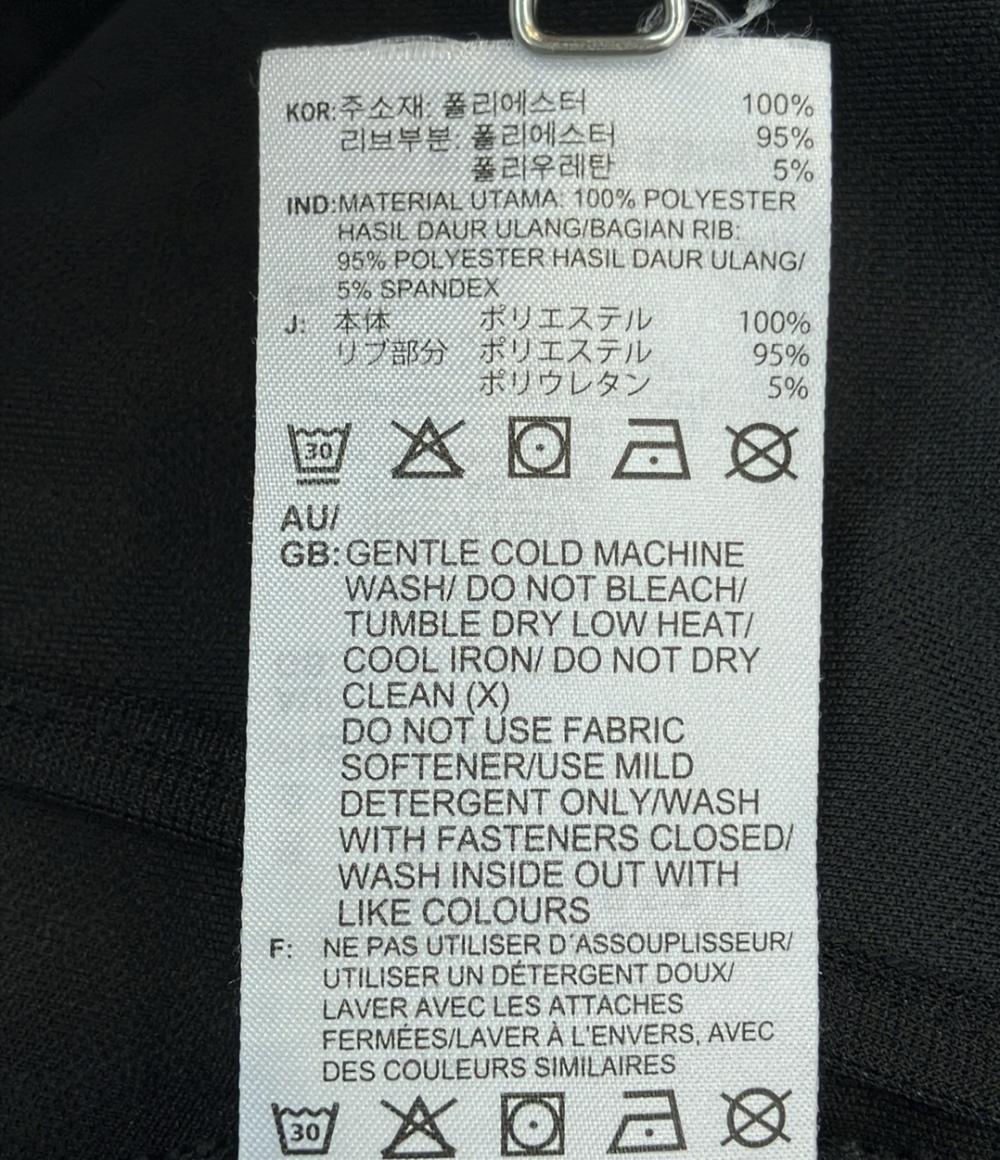 KOR:주소재: 폴리에스터 100%
리브부분: 폴리에스터 95%
폴리우레탄 5%
IND:MATERIAL UTAMA: 100% POLYESTER
HASIL DAUR ULANG/BAGIAN RIB:
95% POLYESTER HASIL DAUR ULANG/
5% SPANDEX
J: 本体 ポリエステル 100%
リブ部分 ポリエステル 95%
ポリウレタン 5%
30
AU/
GB:GENTLE COLD MACHINE
WASH/ DO NOT BLEACH/
TUMBLE DRY LOW HEAT/
COOL IRON/ DO NOT DRY
CLEAN (X)
DO NOT USE FABRIC
SOFTENER/USE MILD
DETERGENT ONLY/WASH
WITH FASTENERS CLOSED/
WASH INSIDE OUT WITH
LIKE COLOURS
F: NE PAS UTILISER D´ASSOUPLISSEUR/
UTILISER UN DÉTERGENT DOUX/
LAVER AVEC LES ATTACHES
FERMÉES/LAVER À L'ENVERS, AVEC
DES COULEURS SIMILAIRES
30